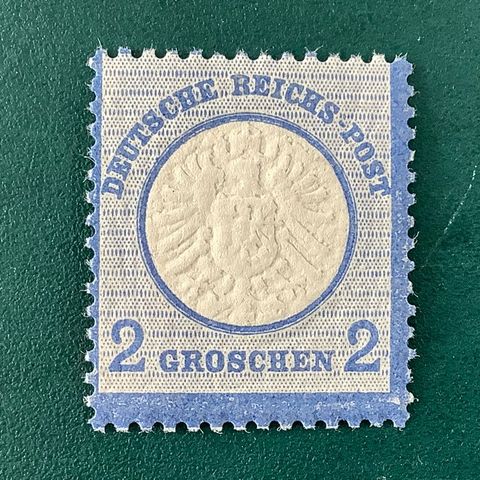 DEUTSCHE REICHS-POST
2 GROSCHEN 2